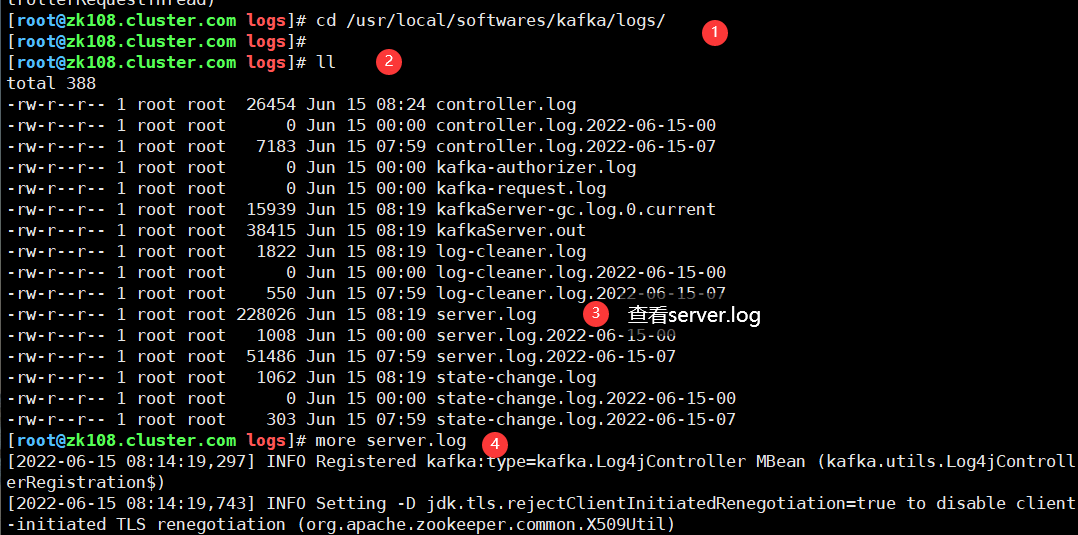 trollerRequestThread)
[root@zk108.cluster.com logs]# cd /usr/local/softwares/kafka/logs/ 1
[root@zk108.cluster.com logs]#
[root@zk108.cluster.com logs]# ll 2
total 388
-rw-r--r-- 1 root root  26454 Jun 15 08:24 controller.log
-rw-r--r-- 1 root root      0 Jun 15 00:00 controller.log.2022-06-15-00
-rw-r--r-- 1 root root   7183 Jun 15 07:59 controller.log.2022-06-15-07
-rw-r--r-- 1 root root      0 Jun 15 00:00 kafka-authorizer.log
-rw-r--r-- 1 root root      0 Jun 15 00:00 kafka-request.log
-rw-r--r-- 1 root root  15939 Jun 15 08:19 kafkaServer-gc.log.0.current
-rw-r--r-- 1 root root  38415 Jun 15 08:19 kafkaServer.out
-rw-r--r-- 1 root root   1822 Jun 15 08:19 log-cleaner.log
-rw-r--r-- 1 root root      0 Jun 15 00:00 log-cleaner.log.2022-06-15-00
-rw-r--r-- 1 root root    550 Jun 15 07:59 log-cleaner.log.2022-06-15-07
-rw-r--r-- 1 root root 228026 Jun 15 08:19 server.log 3 查看server.log
-rw-r--r-- 1 root root   1008 Jun 15 00:00 server.log.2022-06-15-00
-rw-r--r-- 1 root root  51486 Jun 15 07:59 server.log.2022-06-15-07
-rw-r--r-- 1 root root   1062 Jun 15 08:19 state-change.log
-rw-r--r-- 1 root root      0 Jun 15 00:00 state-change.log.2022-06-15-00
-rw-r--r-- 1 root root    303 Jun 15 07:59 state-change.log.2022-06-15-07
[root@zk108.cluster.com logs]# more server.log 4
[2022-06-15 08:14:19,297] INFO Registered kafka:type=kafka.Log4jController MBean (kafka.utils.Log4jControll
erRegistration$)
[2022-06-15 08:14:19,743] INFO Setting -D jdk.tls.rejectClientInitiatedRenegotiation=true to disable client
-initiated TLS renegotiation (org.apache.zookeeper.common.X509Util)